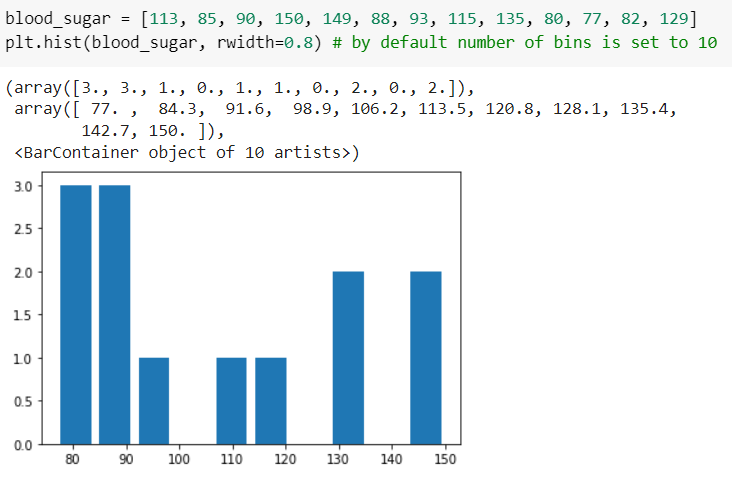 blood_sugar = [113, 85, 90, 150, 149, 88, 93, 115, 135, 80, 77, 82, 129]
plt.hist(blood_sugar, rwidth=0.8) # by default number of bins is set to 10
(array([3., 3., 1., 0., 1., 1., 0., 2., 0., 2.]),
array([ 77. , 84.3, 91.6, 98.9, 106.2, 113.5, 120.8, 128.1, 135.4,
142.7, 150. ]),
<BarContainer object of 10 artists>)
3.0
2.5
2.0
1.5
1.0
0.5
0.0
80 90 100 110 120 130 140 150